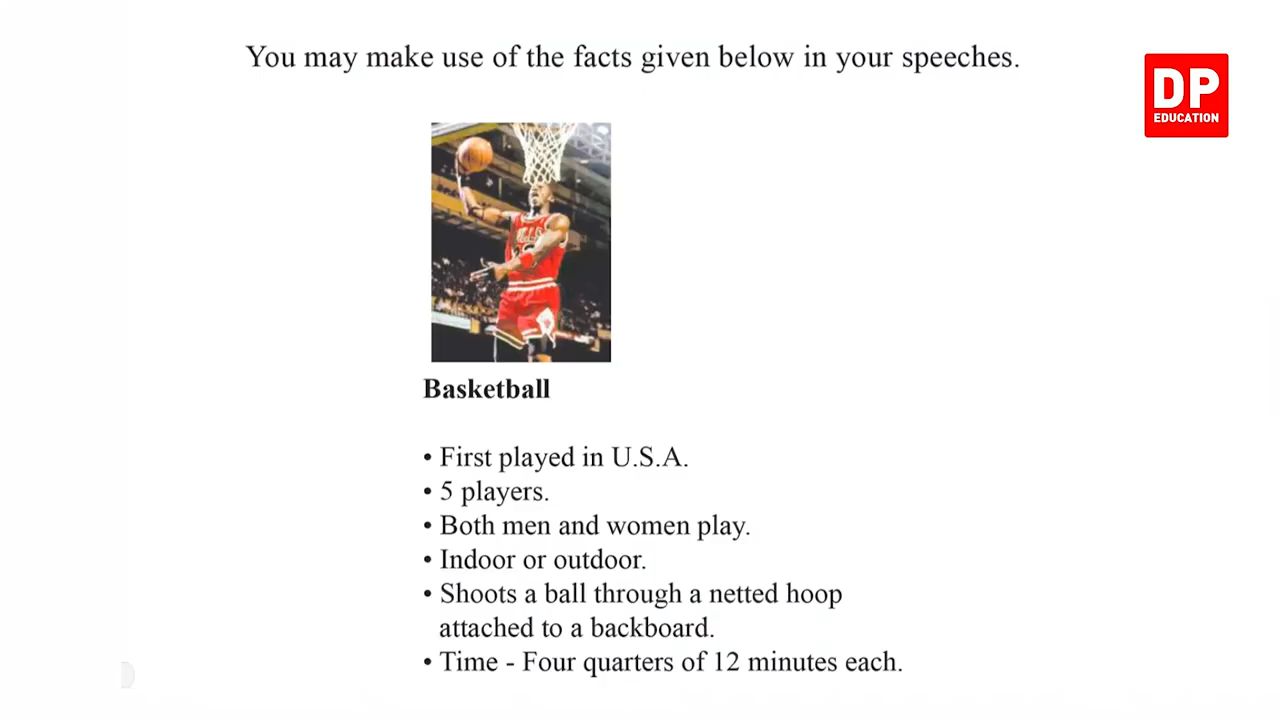 You may make use of the facts given below in your speeches.
DP
EDUCATION
Basketball
• First played in U.S.A.
• 5 players.
• Both men and women play.
• Indoor or outdoor.
• Shoots a ball through a netted hoop
attached to a backboard.
• Time - Four quarters of 12 minutes each.